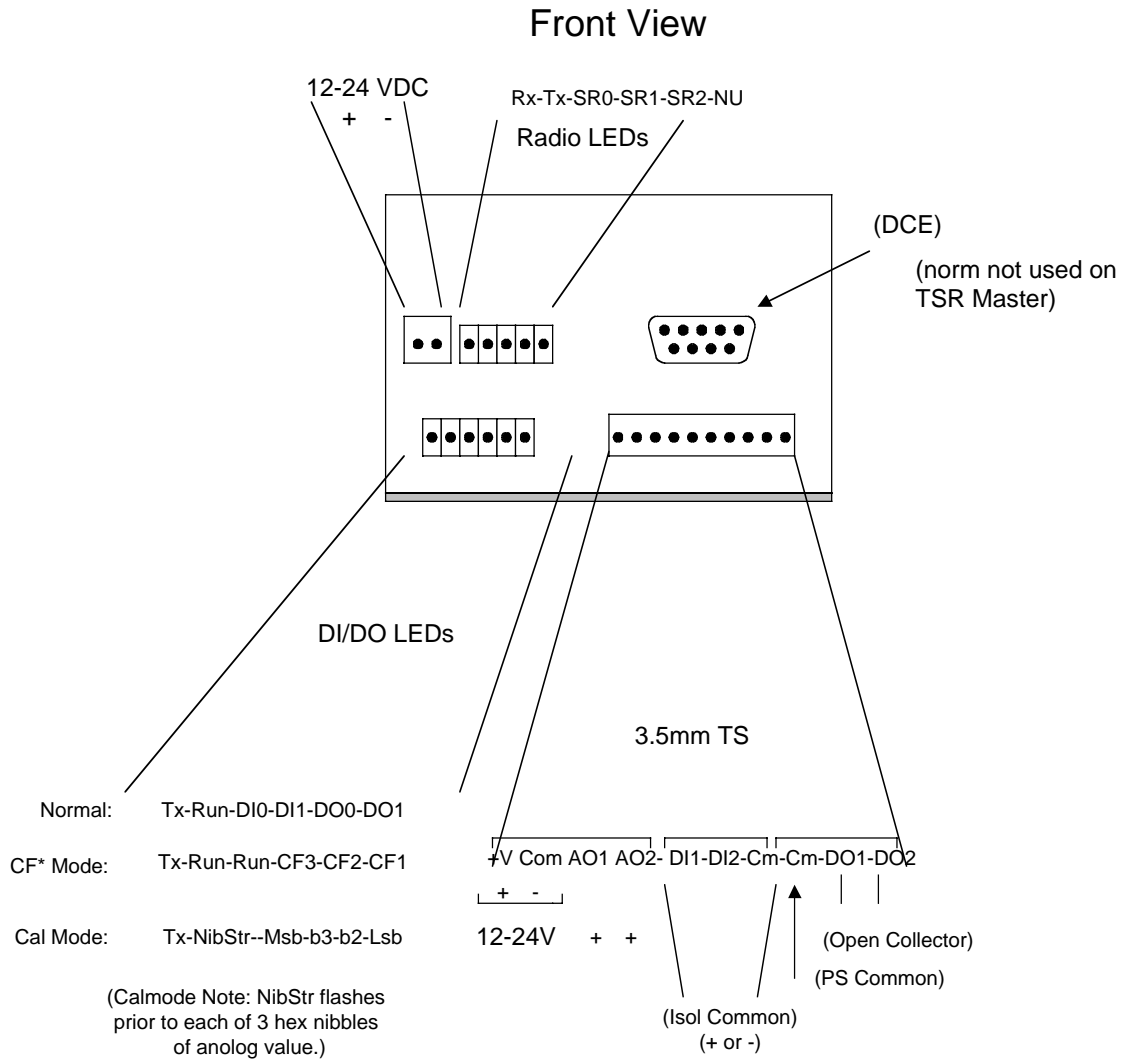 Front View
12-24 VDC
+ -
Rx-Tx-SR0-SR1-SR2-NU
Radio LEDs
(DCE)
(norm not used on
TSR Master)
DI/DO LEDs
3.5mm TS
Normal: Tx-Run-DI0-DI1-DO0-DO1
CF* Mode: Tx-Run-Run-CF3-CF2-CF1
+V Com AO1 AO2- DI1-DI2-Cm-Cm-DO1-DO2
+ -
Cal Mode: Tx-NibStr--Msb-b3-b2-Lsb
12-24V + +
(Open Collector)
(PS Common)
(Calmode Note: NibStr flashes
prior to each of 3 hex nibbles
of anolog value.)
(Isol Common)
(+ or -)